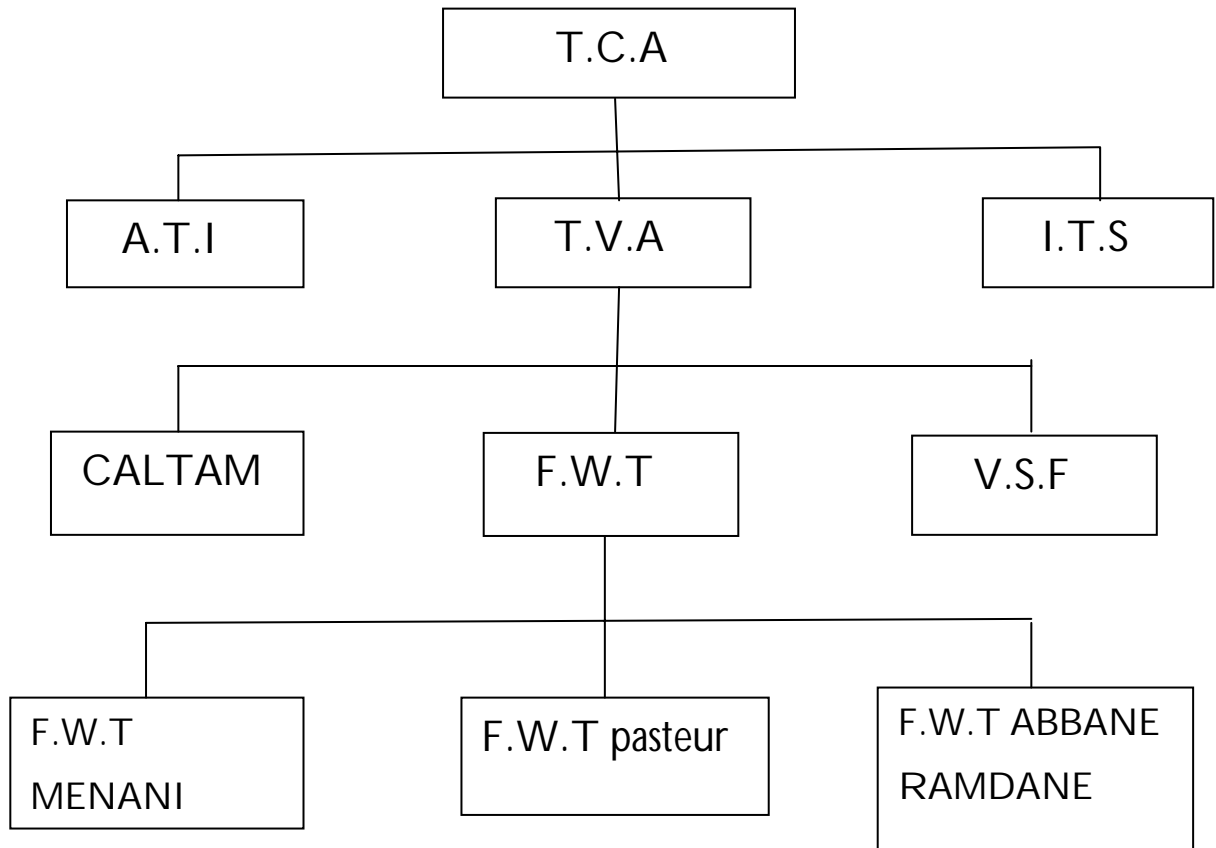 T.C.A
A.T.I
T.V.A
I.T.S
CALTAM
F.W.T
V.S.F
F.W.T
MENANI
F.W.T pasteur
F.W.T ABBANE
RAMDANE